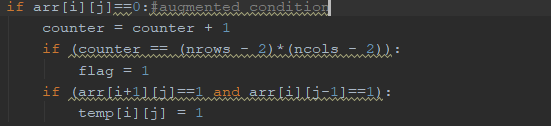 if arr[i][j]==0:#augmented condition
counter = counter + 1
if (counter == (nrows - 2)*(ncols - 2)):
flag = 1
if (arr[i+1][j]==1 and arr[i][j-1]==1):
temp[i][j] = 1